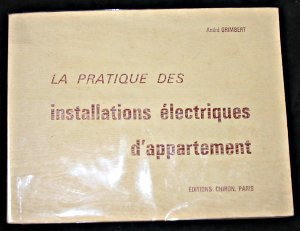 André GRIMBERT
LA PRATIQUE DES
installations électriques
d'appartement
EDITIONS CHIRON, PARIS